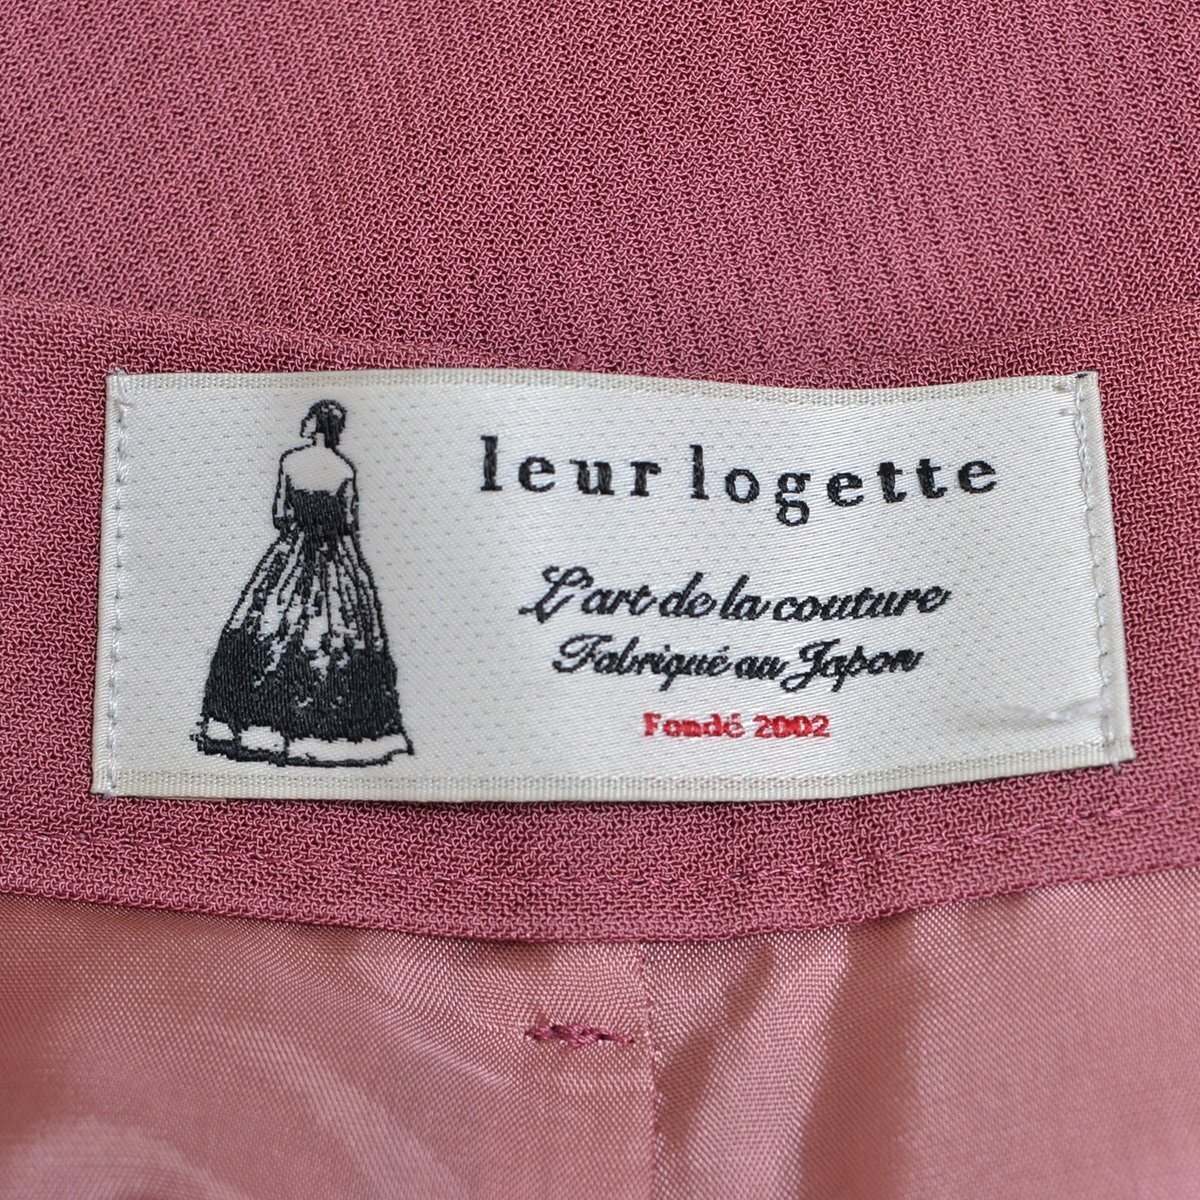 leur logette
L'art de la couture
Fabriqué au Japon
Fondé 2002